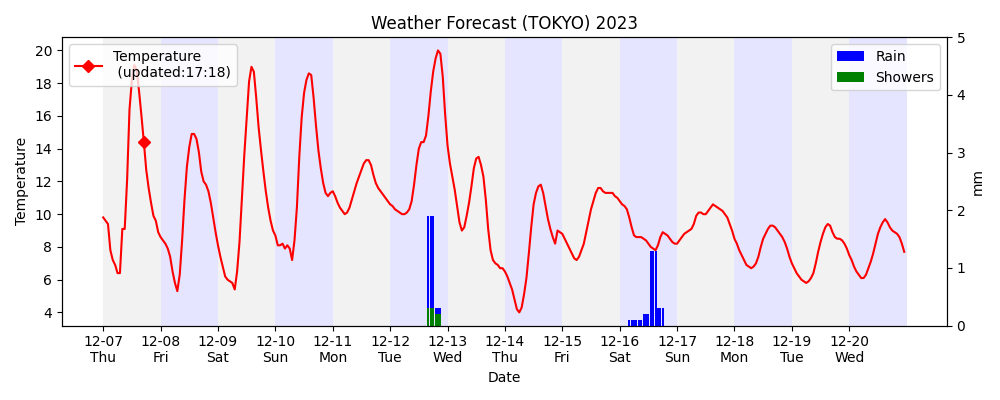 Weather Forecast (TOKYO) 2023
Temperature
(updated:17:18)
Rain
Showers
Temperature
20
18
16
14
12
10
8
6
4
5
4
3
2
1
0
mm
12-07 12-08 12-09 12-10 12-11 12-12 12-13 12-14 12-15 12-16 12-17 12-18 12-19 12-20
Thu Fri Sat Sun Mon Tue Wed Thu Fri Sat Sun Mon Tue Wed
Date